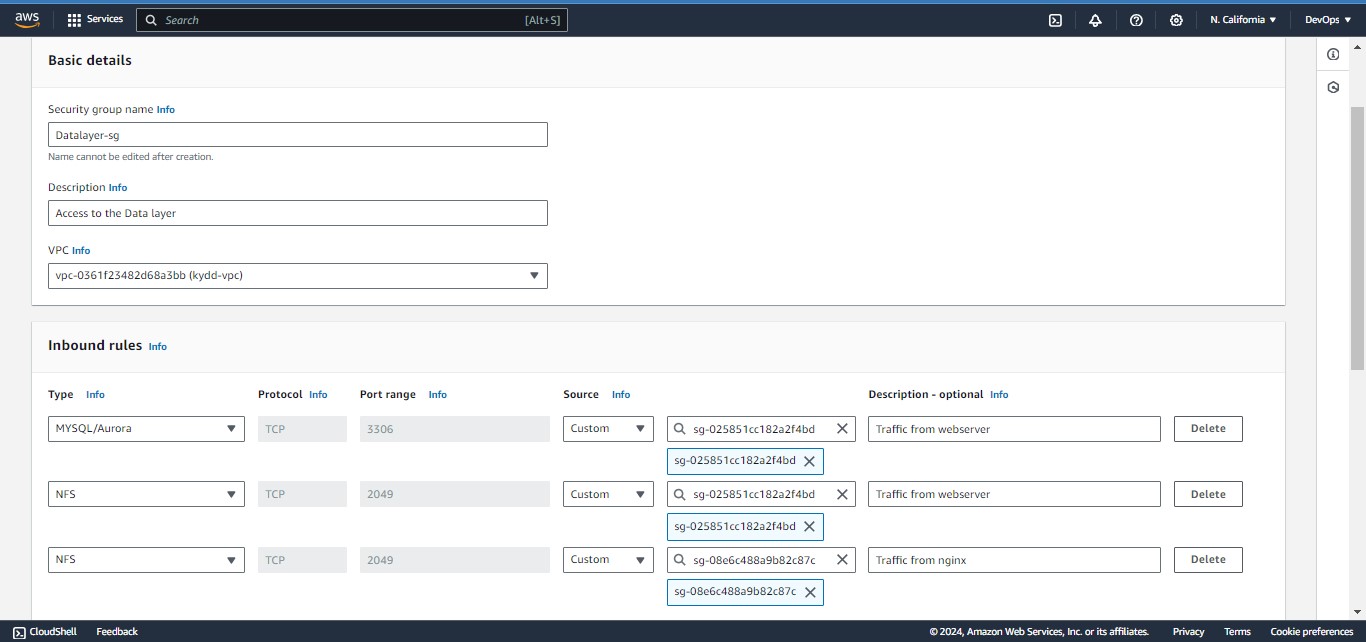 aws Services Search [Alt+S] N. California DevOps
Basic details
Security group name Info
Datalayer-sg
Name cannot be edited after creation.
Description Info
Access to the Data layer
VPC Info
vpc-0361f23482d68a3bb (kydd-vpc)
Inbound rules Info
Type Info Protocol Info Port range Info Source Info Description - optional Info
MYSQL/Aurora TCP 3306 Custom sg-025851cc182a2f4bd Traffic from webserver Delete
sg-025851cc182a2f4bd
NFS TCP 2049 Custom sg-025851cc182a2f4bd Traffic from webserver Delete
sg-025851cc182a2f4bd
NFS TCP 2049 Custom sg-08e6c488a9b82c87c Traffic from nginx Delete
sg-08e6c488a9b82c87c
CloudShell Feedback © 2024, Amazon Web Services, Inc. or its affiliates. Privacy Terms Cookie preferences